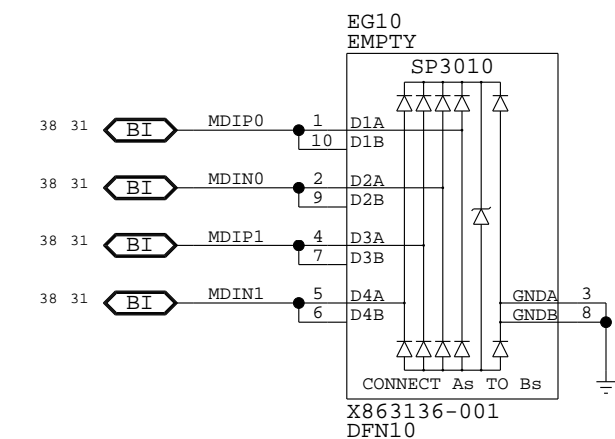 EG10
EMPTY
SP3010
38 31 BI MDIP0 1 D1A
10 D1B
38 31 BI MDIN0 2 D2A
9 D2B
38 31 BI MDIP1 4 D3A
7 D3B
38 31 BI MDIN1 5 D4A GNDA 3
6 D4B GNDB 8
CONNECT As TO Bs
X863136-001
DFN10